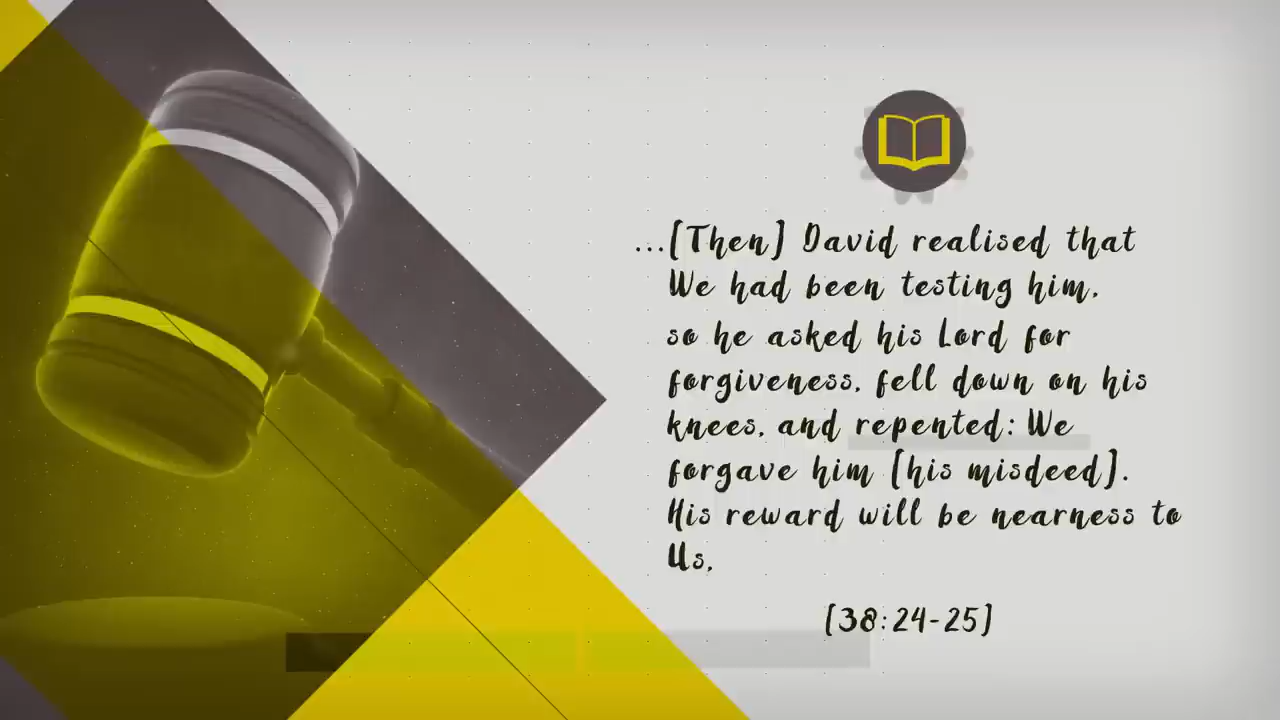 ...[Then] David realised that
We had been testing him,
so he asked his Lord for
forgiveness, fell down on his
knees, and repented: We
forgave him [his misdeed].
His reward will be nearness to
Us,
[38:24-25]